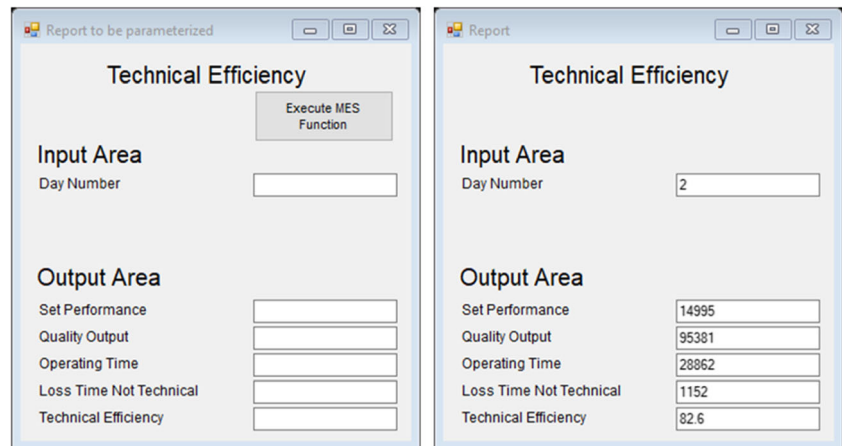 Report to be parameterized
Technical Efficiency
Execute MES
Function
Input Area
Day Number
Output Area
Set Performance
Quality Output
Operating Time
Loss Time Not Technical
Technical Efficiency
Report
Technical Efficiency
Input Area
Day Number 2
Output Area
Set Performance 14995
Quality Output 95381
Operating Time 28862
Loss Time Not Technical 1152
Technical Efficiency 82.6